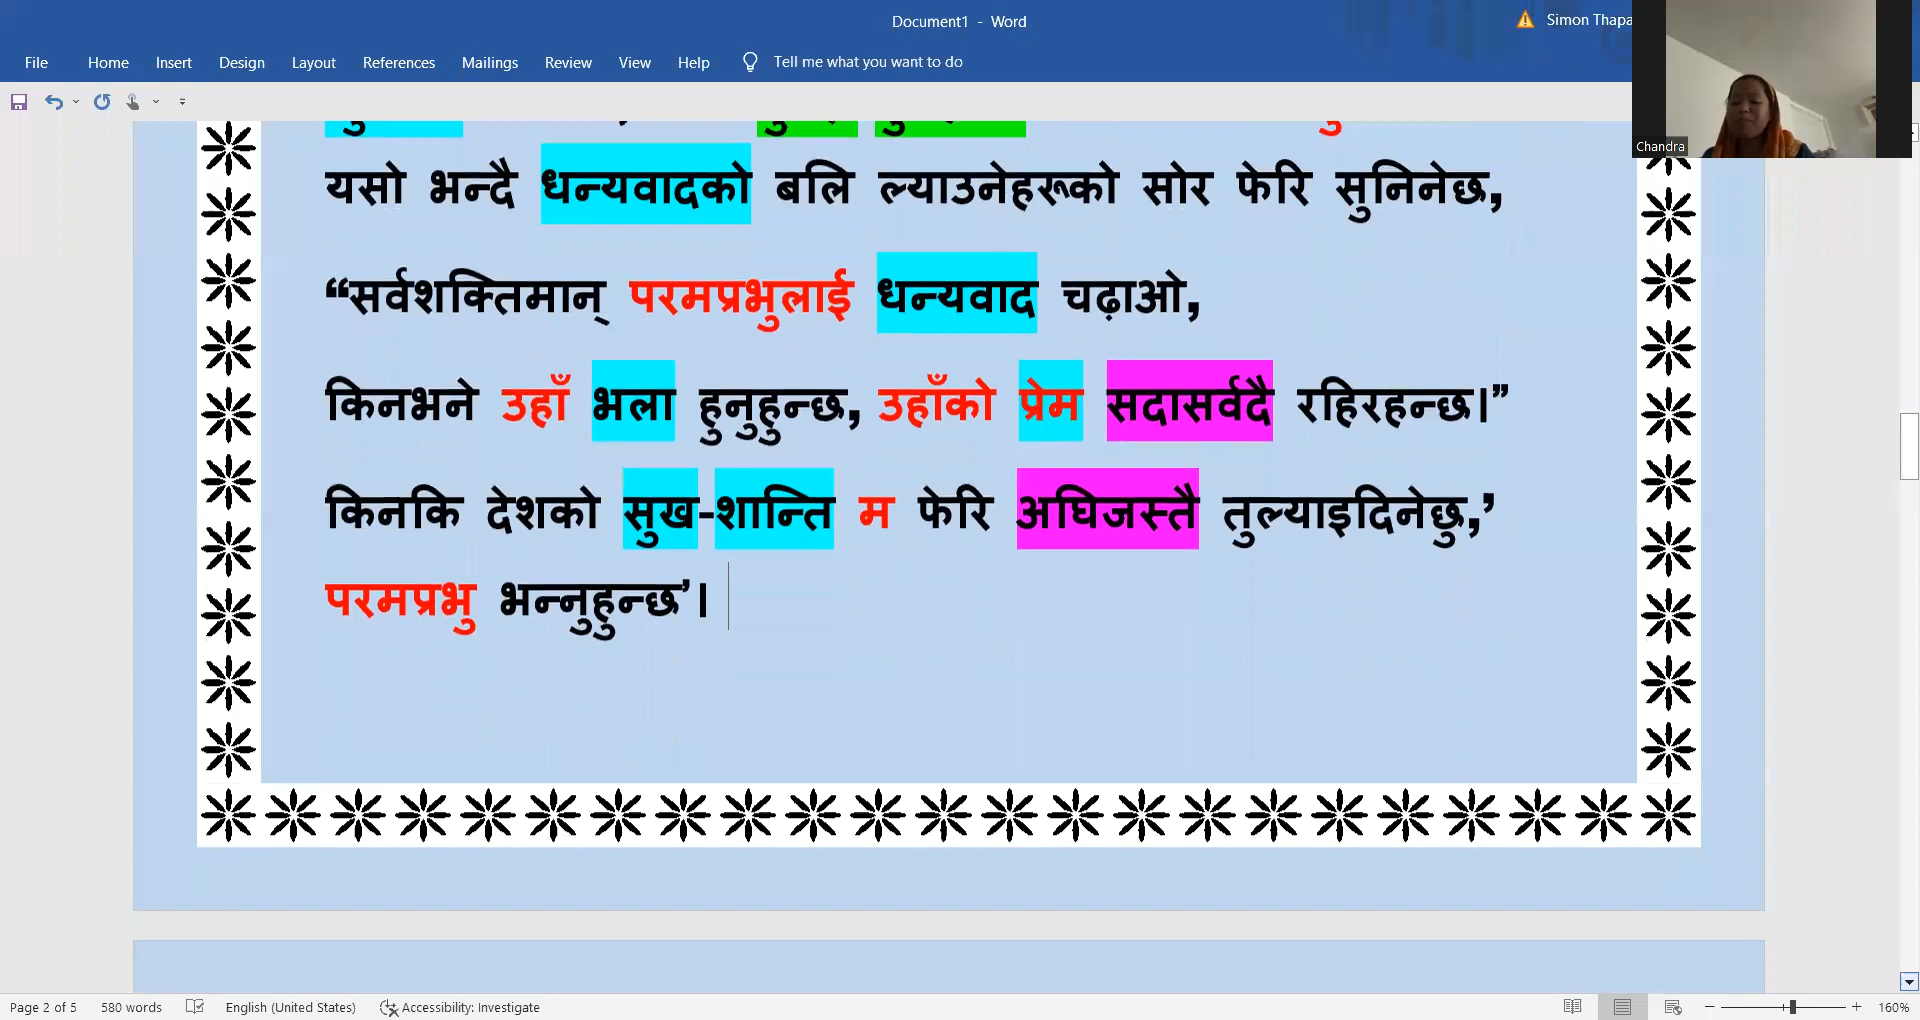 Document1 - Word
Simon Thapa
File Home Insert Design Layout References Mailings Review View Help Tell me what you want to do
Chandra
यसो भन्दै धन्यवादको बलि ल्याउनेहरूको सोर फेरि सुनिनेछ,
“सर्वशक्तिमान् परमप्रभुलाई धन्यवाद चढ़ाओ,
किनभने उहाँ भला हुनुहुन्छ, उहाँको प्रेम सदासर्वदै रहिरहन्छ।”
किनकि देशको सुख-शान्ति म फेरि अघिजस्तै तुल्याइदिनेछु,’
परमप्रभु भन्नुहुन्छ’।
Page 2 of 5 580 words English (United States) Accessibility: Investigate 160%